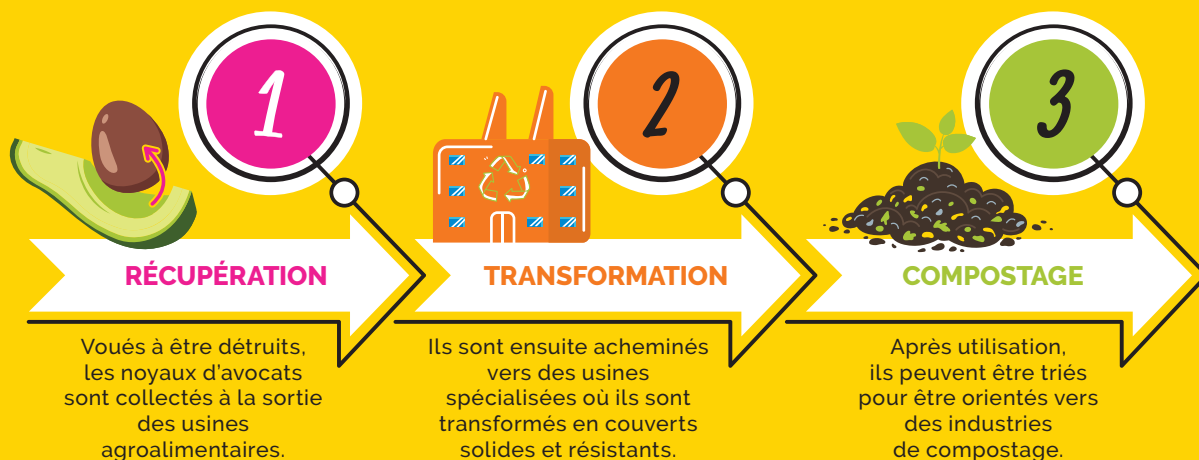 1
RÉCUPÉRATION
Voués à être détruits,
les noyaux d'avocats
sont collectés à la sortie
des usines
agroalimentaires.
2
TRANSFORMATION
Ils sont ensuite acheminés
vers des usines
spécialisées où ils sont
transformés en couverts
solides et résistants.
3
COMPOSTAGE
Après utilisation,
ils peuvent être triés
pour être orientés vers
des industries
de compostage.